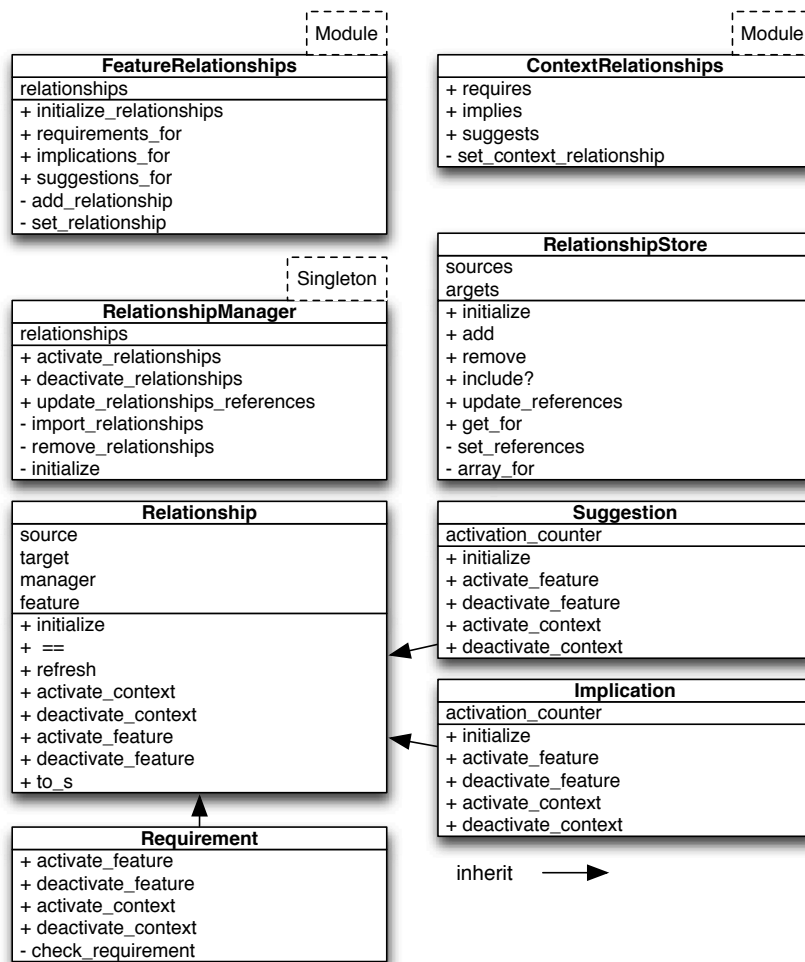 Module
FeatureRelationships
relationships
+ initialize_relationships
+ requirements_for
+ implications_for
+ suggestions_for
- add_relationship
- set_relationship
Module
ContextRelationships
+ requires
+ implies
+ suggests
- set_context_relationship
Singleton
RelationshipManager
relationships
+ activate_relationships
+ deactivate_relationships
+ update_relationships_references
- import_relationships
- remove_relationships
- initialize
RelationshipStore
sources
argets
+ initialize
+ add
+ remove
+ include?
+ update_references
+ get_for
- set_references
- array_for
Relationship
source
target
manager
feature
+ initialize
+ ==
+ refresh
+ activate_context
+ deactivate_context
+ activate_feature
+ deactivate_feature
+ to_s
Suggestion
activation_counter
+ initialize
+ activate_feature
+ deactivate_feature
+ activate_context
+ deactivate_context
Implication
activation_counter
+ initialize
+ activate_feature
+ deactivate_feature
+ activate_context
+ deactivate_context
Requirement
+ activate_feature
+ deactivate_feature
+ activate_context
+ deactivate_context
- check_requirement
inherit